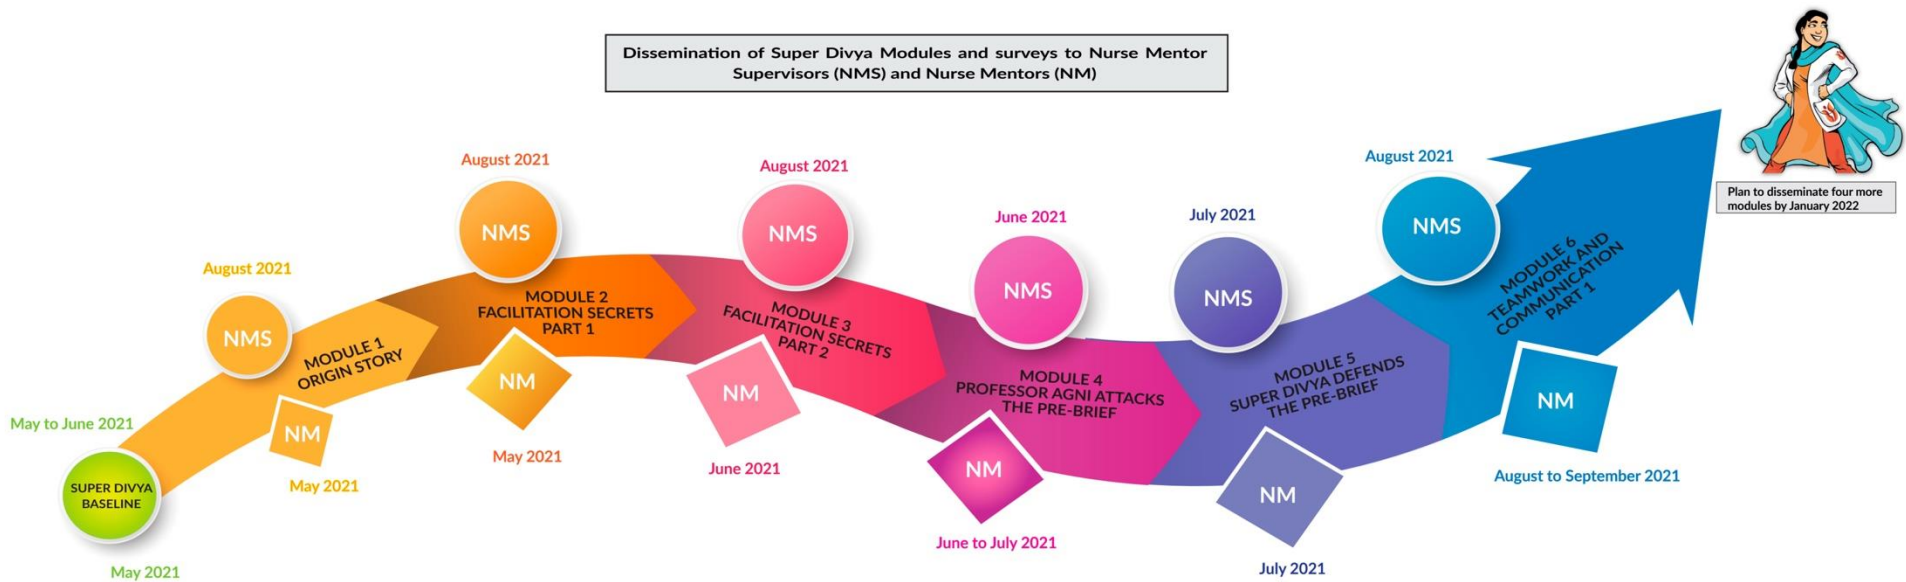 Dissemination of Super Divya Modules and surveys to Nurse Mentor
Supervisors (NMS) and Nurse Mentors (NM)
May to June 2021
SUPER DIVYA
BASELINE
May 2021
August 2021
NMS
MODULE 1
ORIGIN STORY
NM
May 2021
August 2021
NMS
MODULE 2
FACILITATION SECRETS
PART 1
NM
May 2021
August 2021
NMS
MODULE 3
FACILITATION SECRETS
PART 2
NM
June 2021
June 2021
NMS
MODULE 4
PROFESSOR AGNI ATTACKS
THE PRE-BRIEF
NM
June to July 2021
July 2021
NMS
MODULE 5
SUPER DIVYA DEFENDS
THE PRE-BRIEF
NM
July 2021
August 2021
NMS
MODULE 6
TEAMWORK AND
COMMUNICATION
PART 1
NM
August to September 2021
Plan to disseminate four more
modules by January 2022